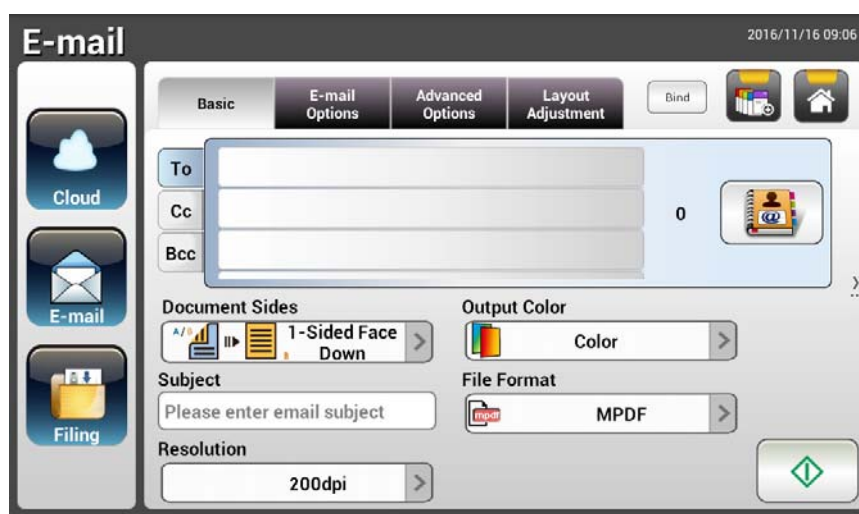 E-mail
2016/11/16 09:06
Basic
E-mail
Options
Advanced
Options
Layout
Adjustment
Bind
To
Cc
Bcc
0
@
Cloud
E-mail
Filing
Document Sides
A/B
1-Sided Face
Down
Output Color
Color
Subject
Please enter email subject
File Format
mpdf
MPDF
Resolution
200dpi